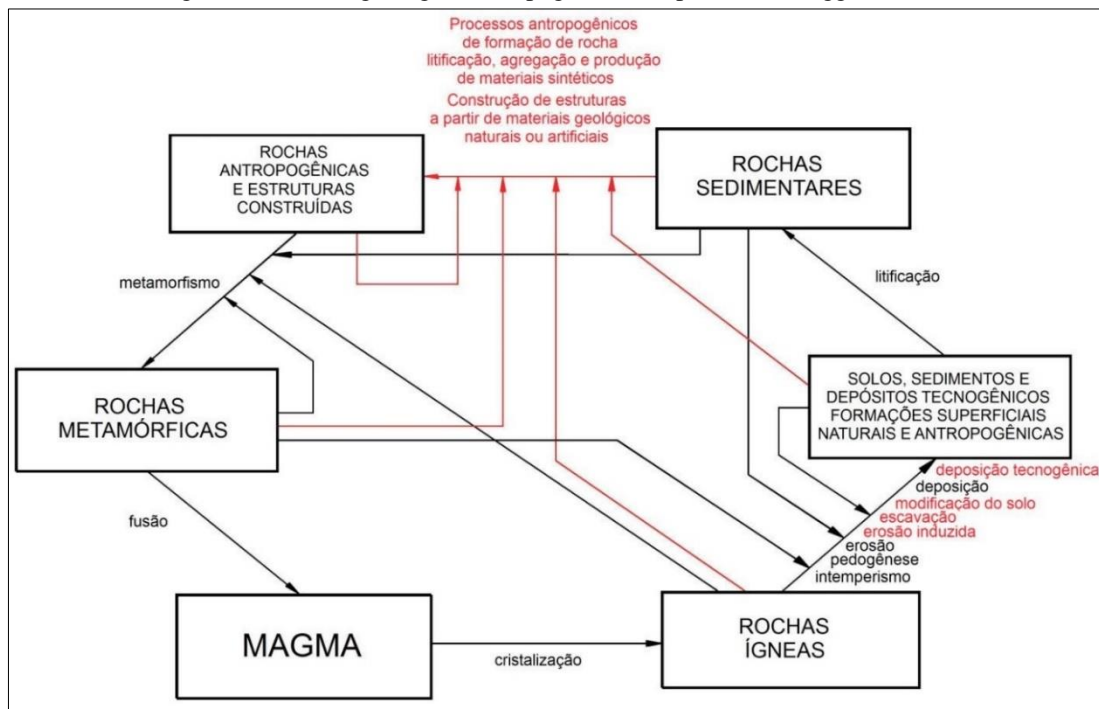 Processos antropogênicos
de formação de rocha
litificação, agregação e produção
de materiais sintéticos
Construção de estruturas
a partir de materiais geológicos
naturais ou artificiais
ROCHAS
ANTROPOGÊNICAS
E ESTRUTURAS
CONSTRUÍDAS
ROCHAS
SEDIMENTARES
metamorfismo
litificação
ROCHAS
METAMÓRFICAS
SOLOS, SEDIMENTOS E
DEPÓSITOS TECNOGÊNICOS
FORMAÇÕES SUPERFICIAIS
NATURAIS E ANTROPOGÊNICAS
deposição tecnogênica
deposição
modificação do solo
escavação
erosão induzida
erosão
pedogênese
intemperismo
fusão
MAGMA
cristalização
ROCHAS
ÍGNEAS